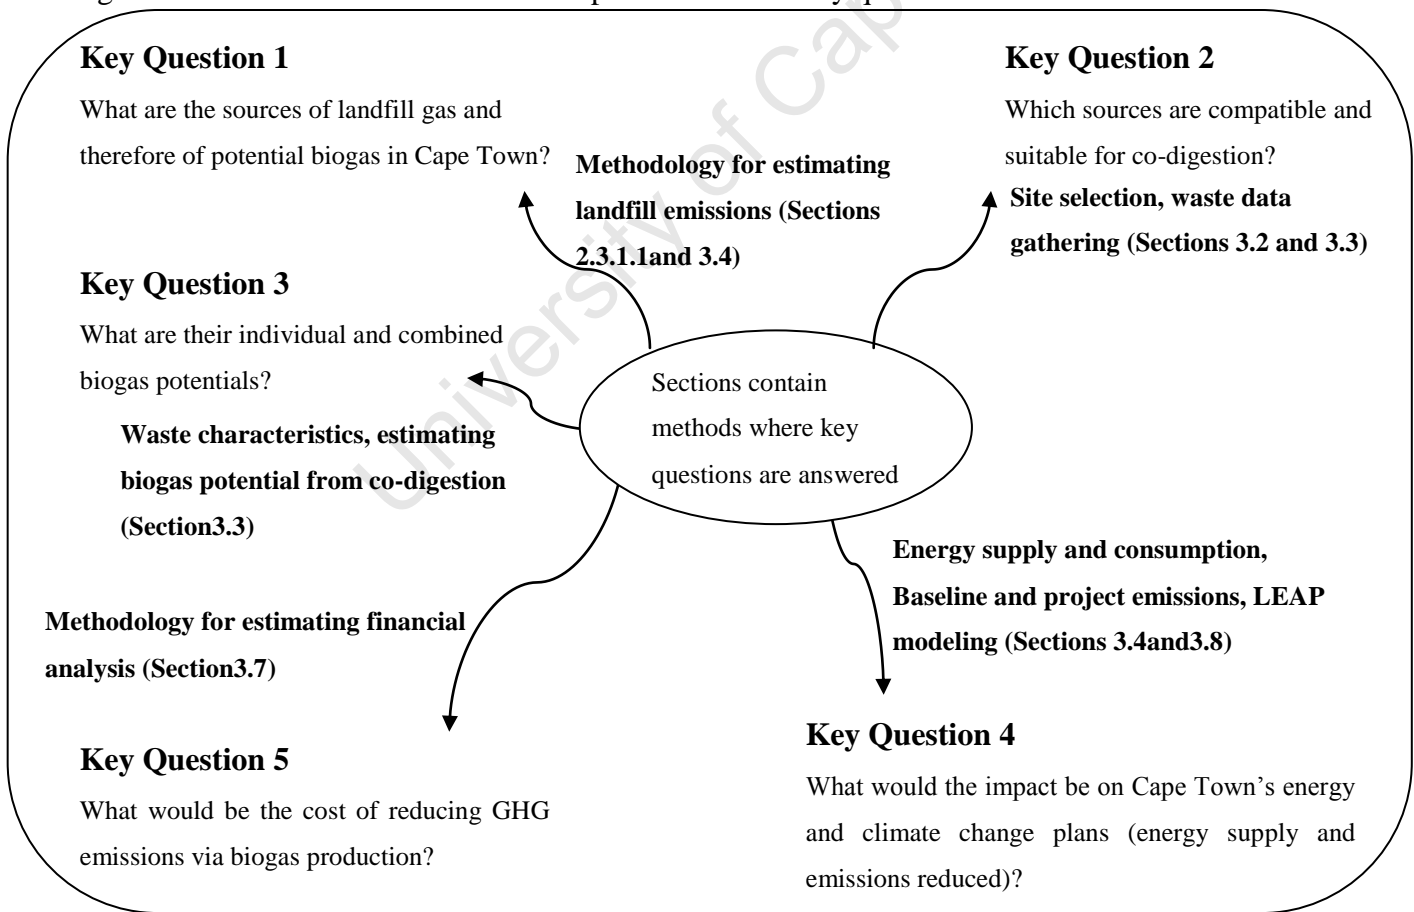 Key Question 1
What are the sources of landfill gas and
therefore of potential biogas in Cape Town?
Methodology for estimating
landfill emissions (Sections
2.3.1.1and 3.4)
Key Question 2
Which sources are compatible and
suitable for co-digestion?
Site selection, waste data
gathering (Sections 3.2 and 3.3)
Key Question 3
What are their individual and combined
biogas potentials?
Waste characteristics, estimating
biogas potential from co-digestion
(Section3.3)
Sections contain
methods where key
questions are answered
Energy supply and consumption,
Baseline and project emissions, LEAP
modeling (Sections 3.4and3.8)
Methodology for estimating financial
analysis (Section3.7)
Key Question 5
What would be the cost of reducing GHG
emissions via biogas production?
Key Question 4
What would the impact be on Cape Town’s energy
and climate change plans (energy supply and
emissions reduced)?
University of Cap